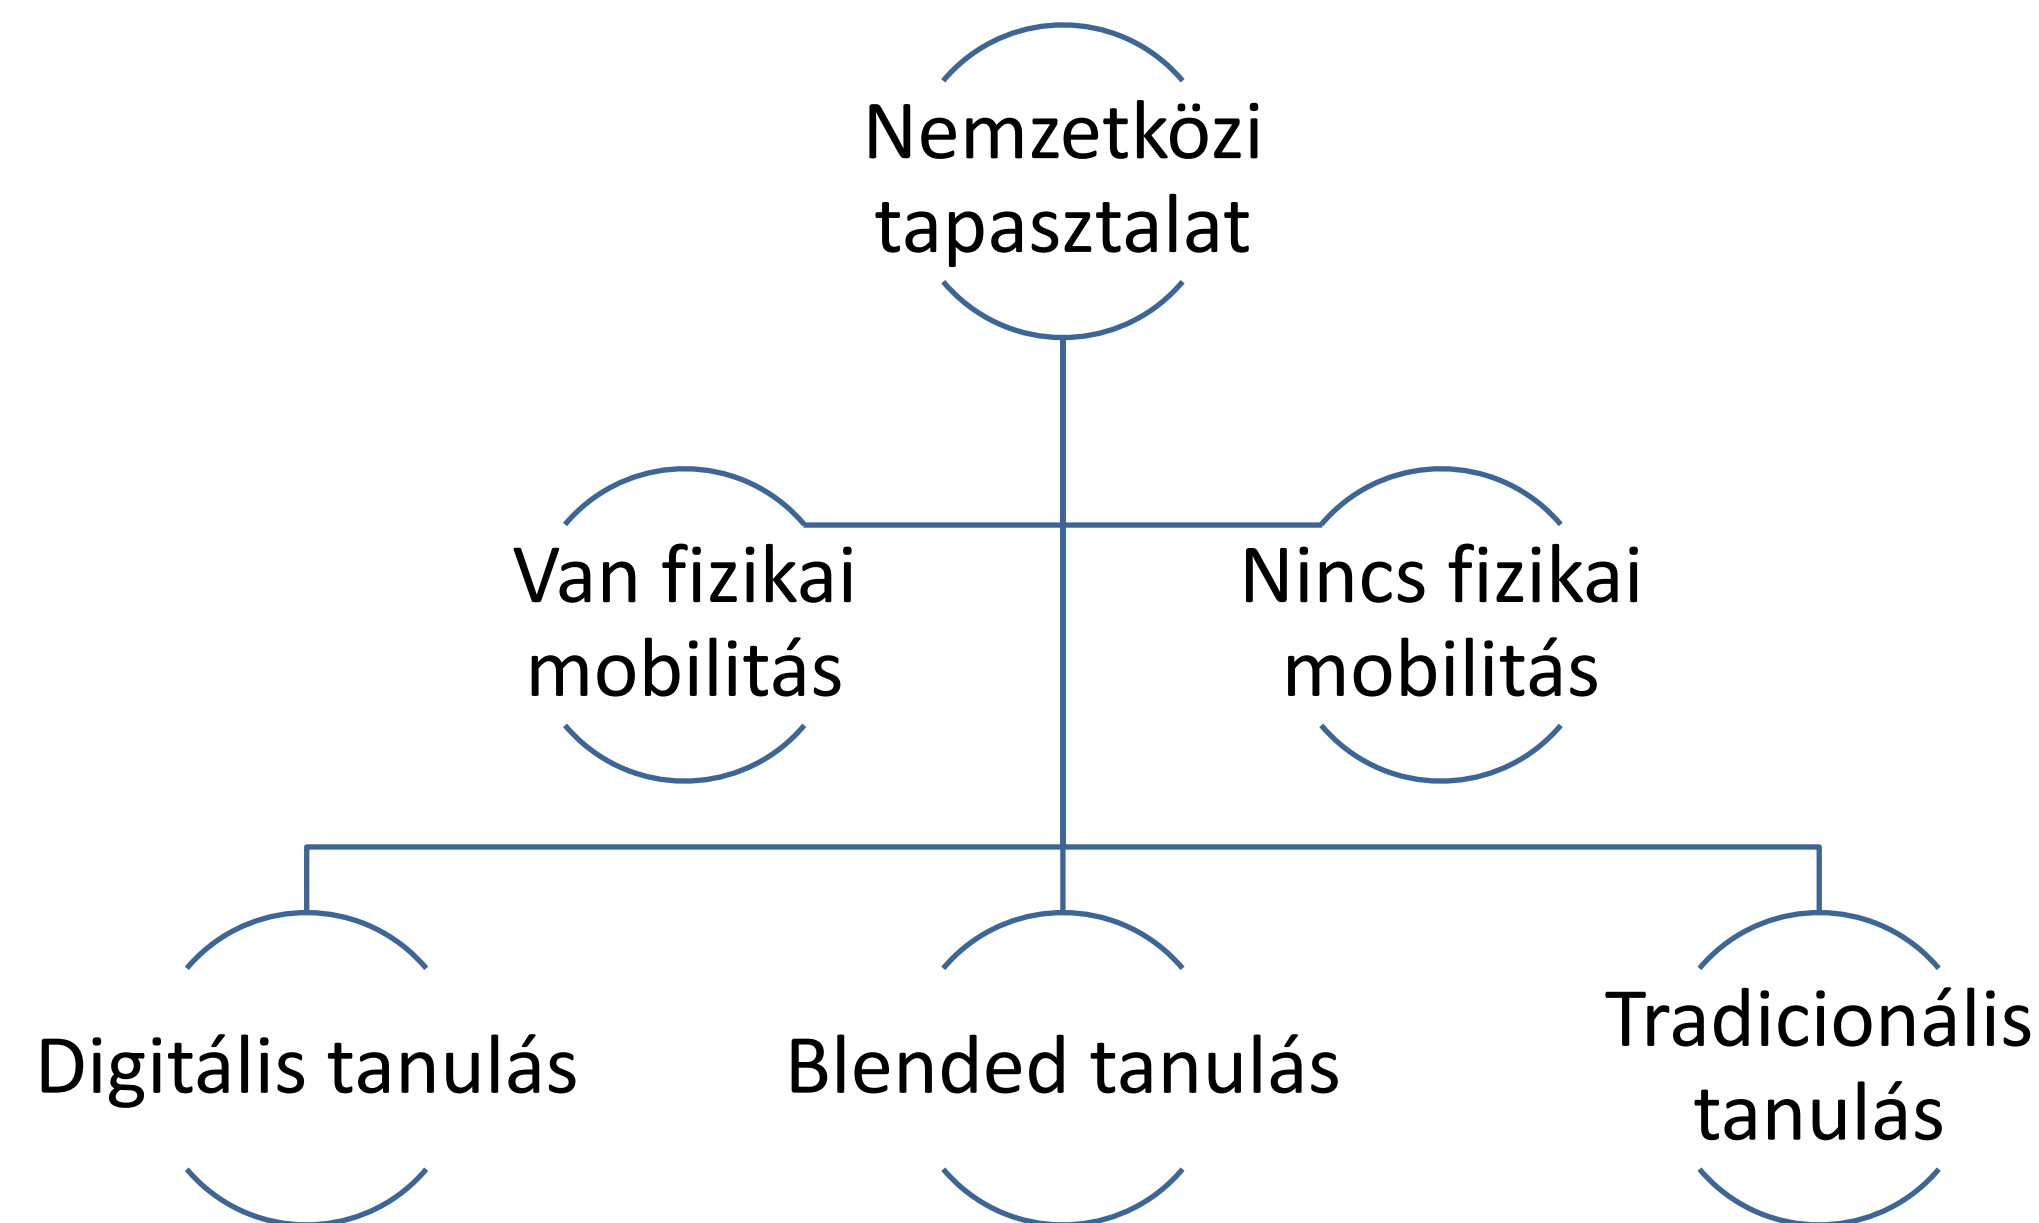 Nemzetközi
tapasztalat
Van fizikai
mobilitás
Nincs fizikai
mobilitás
Digitális tanulás
Blended tanulás
Tradicionális
tanulás